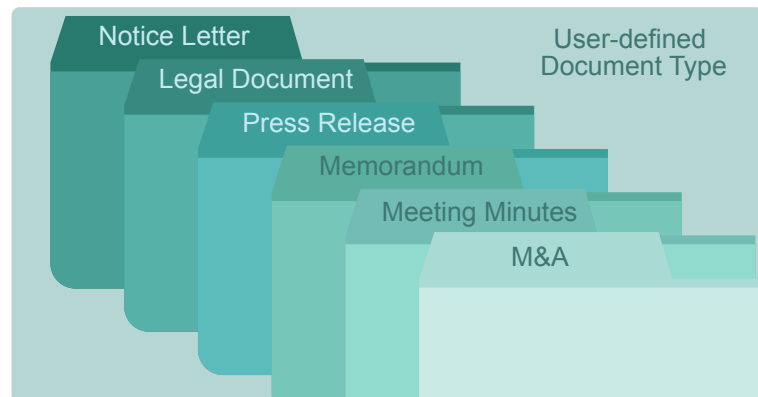 Notice Letter
User-defined
Document Type
Legal Document
Press Release
Memorandum
Meeting Minutes
M&A